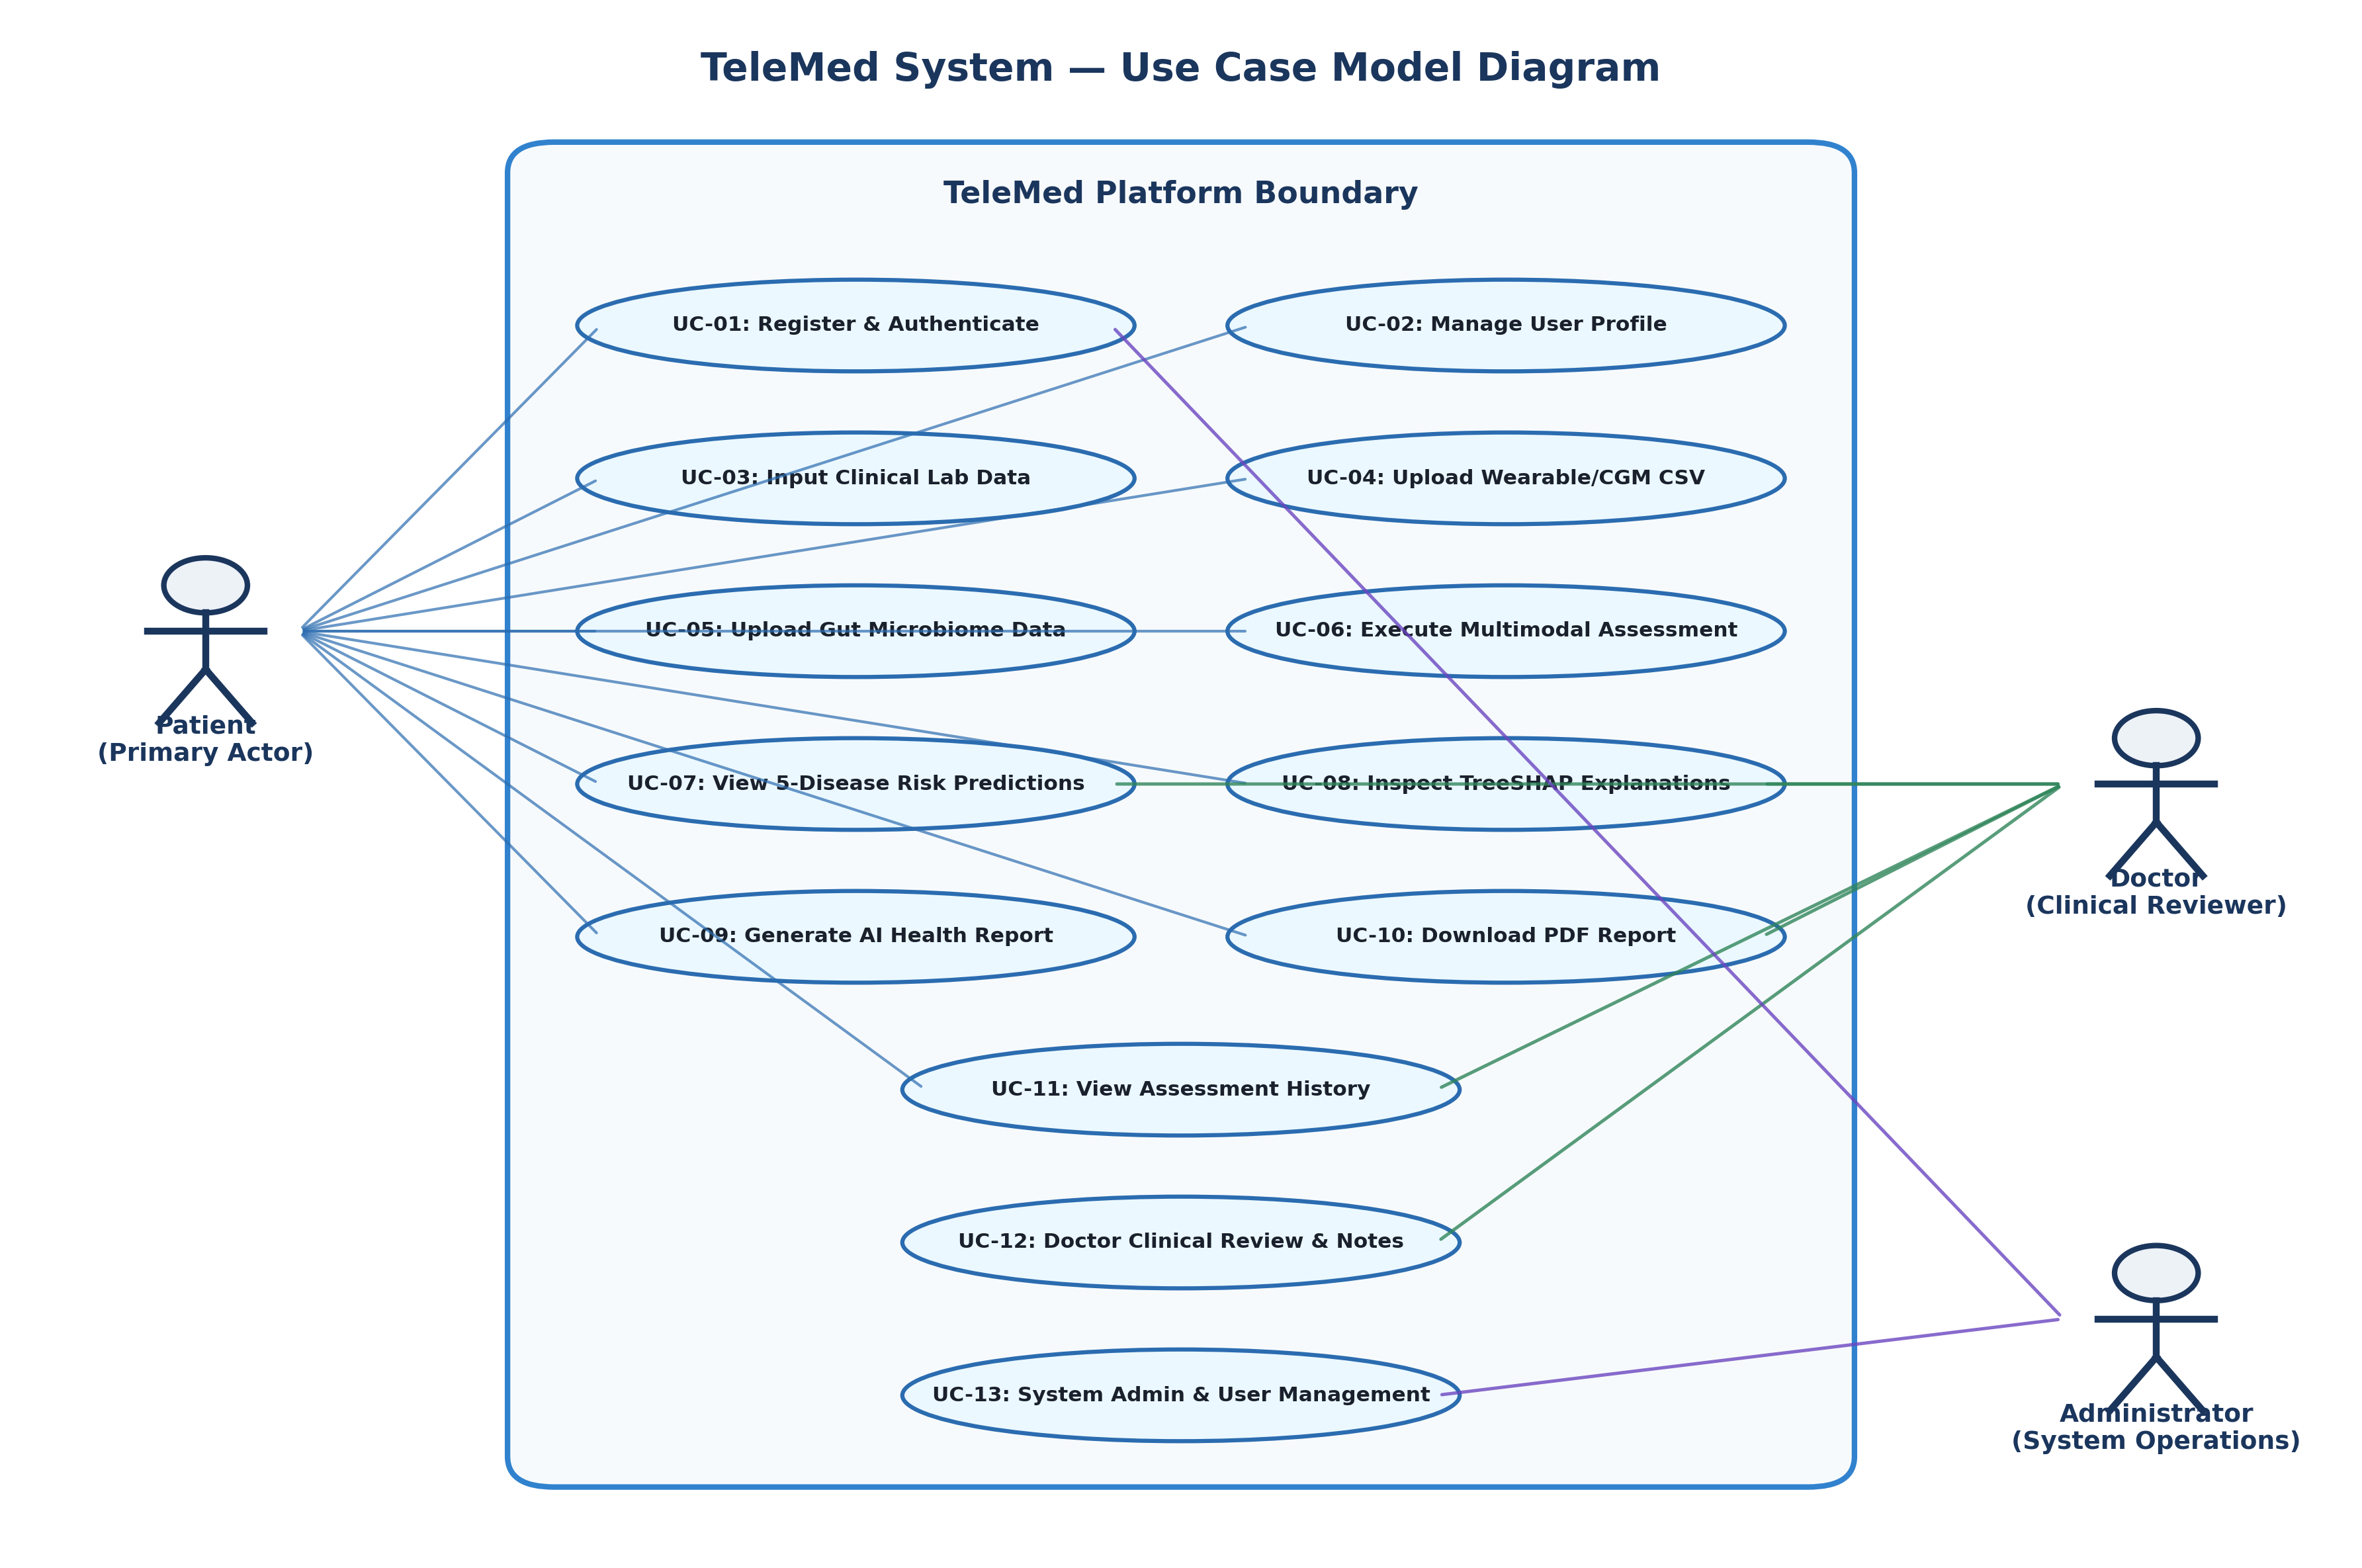 TeleMed System — Use Case Model Diagram
TeleMed Platform Boundary
UC-01: Register & Authenticate
UC-02: Manage User Profile
UC-03: Input Clinical Lab Data
UC-04: Upload Wearable/CGM CSV
UC-05: Upload Gut Microbiome Data
UC-06: Execute Multimodal Assessment
Patient
(Primary Actor)
UC-07: View 5-Disease Risk Predictions
UC-08: Inspect TreeSHAP Explanations
Doctor
(Clinical Reviewer)
UC-09: Generate AI Health Report
UC-10: Download PDF Report
UC-11: View Assessment History
UC-12: Doctor Clinical Review & Notes
UC-13: System Admin & User Management
Administrator
(System Operations)